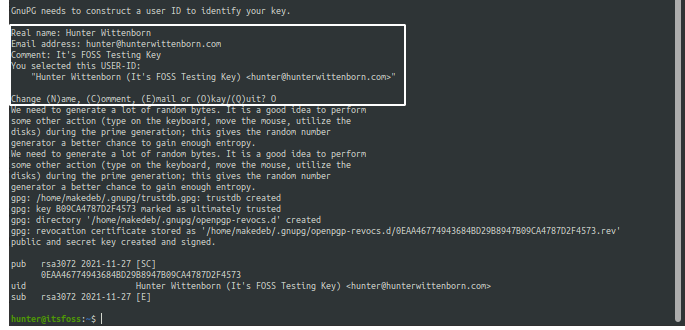 GnuPG needs to construct a user ID to identify your key.
Real name: Hunter Wittenborn
Email address: hunter@hunterwittenborn.com
Comment: It's FOSS Testing Key
You selected this USER-ID:
    "Hunter Wittenborn (It's FOSS Testing Key) <hunter@hunterwittenborn.com>"
Change (N)ame, (C)omment, (E)mail or (O)kay/(Q)uit? O
We need to generate a lot of random bytes. It is a good idea to perform
some other action (type on the keyboard, move the mouse, utilize the
disks) during the prime generation; this gives the random number
generator a better chance to gain enough entropy.
We need to generate a lot of random bytes. It is a good idea to perform
some other action (type on the keyboard, move the mouse, utilize the
disks) during the prime generation; this gives the random number
generator a better chance to gain enough entropy.
gpg: /home/makedeb/.gnupg/trustdb.gpg: trustdb created
gpg: key B09CA4787D2F4573 marked as ultimately trusted
gpg: directory '/home/makedeb/.gnupg/openpgp-revocs.d' created
gpg: revocation certificate stored as '/home/makedeb/.gnupg/openpgp-revocs.d/0EAA46774943684BD29B8947B09CA4787D2F4573.rev'
public and secret key created and signed.
pub   rsa3072 2021-11-27 [SC]
      0EAA46774943684BD29B8947B09CA4787D2F4573
uid                      Hunter Wittenborn (It's FOSS Testing Key) <hunter@hunterwittenborn.com>
sub   rsa3072 2021-11-27 [E]
hunter@itsfoss:~$